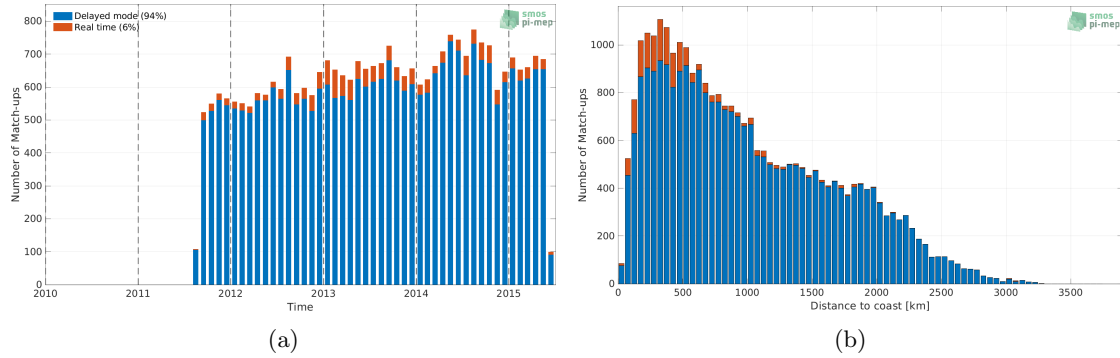 Delayed mode (94%)
Real time (6%)
smos
pi-mep
800
700
600
500
400
300
200
100
0
Number of Match-ups
2010 2011 2012 2013 2014 2015
Time
(a)
smos
pi-mep
1000
800
600
400
200
0
Number of Match-ups
0 500 1000 1500 2000 2500 3000 3500
Distance to coast [km]
(b)